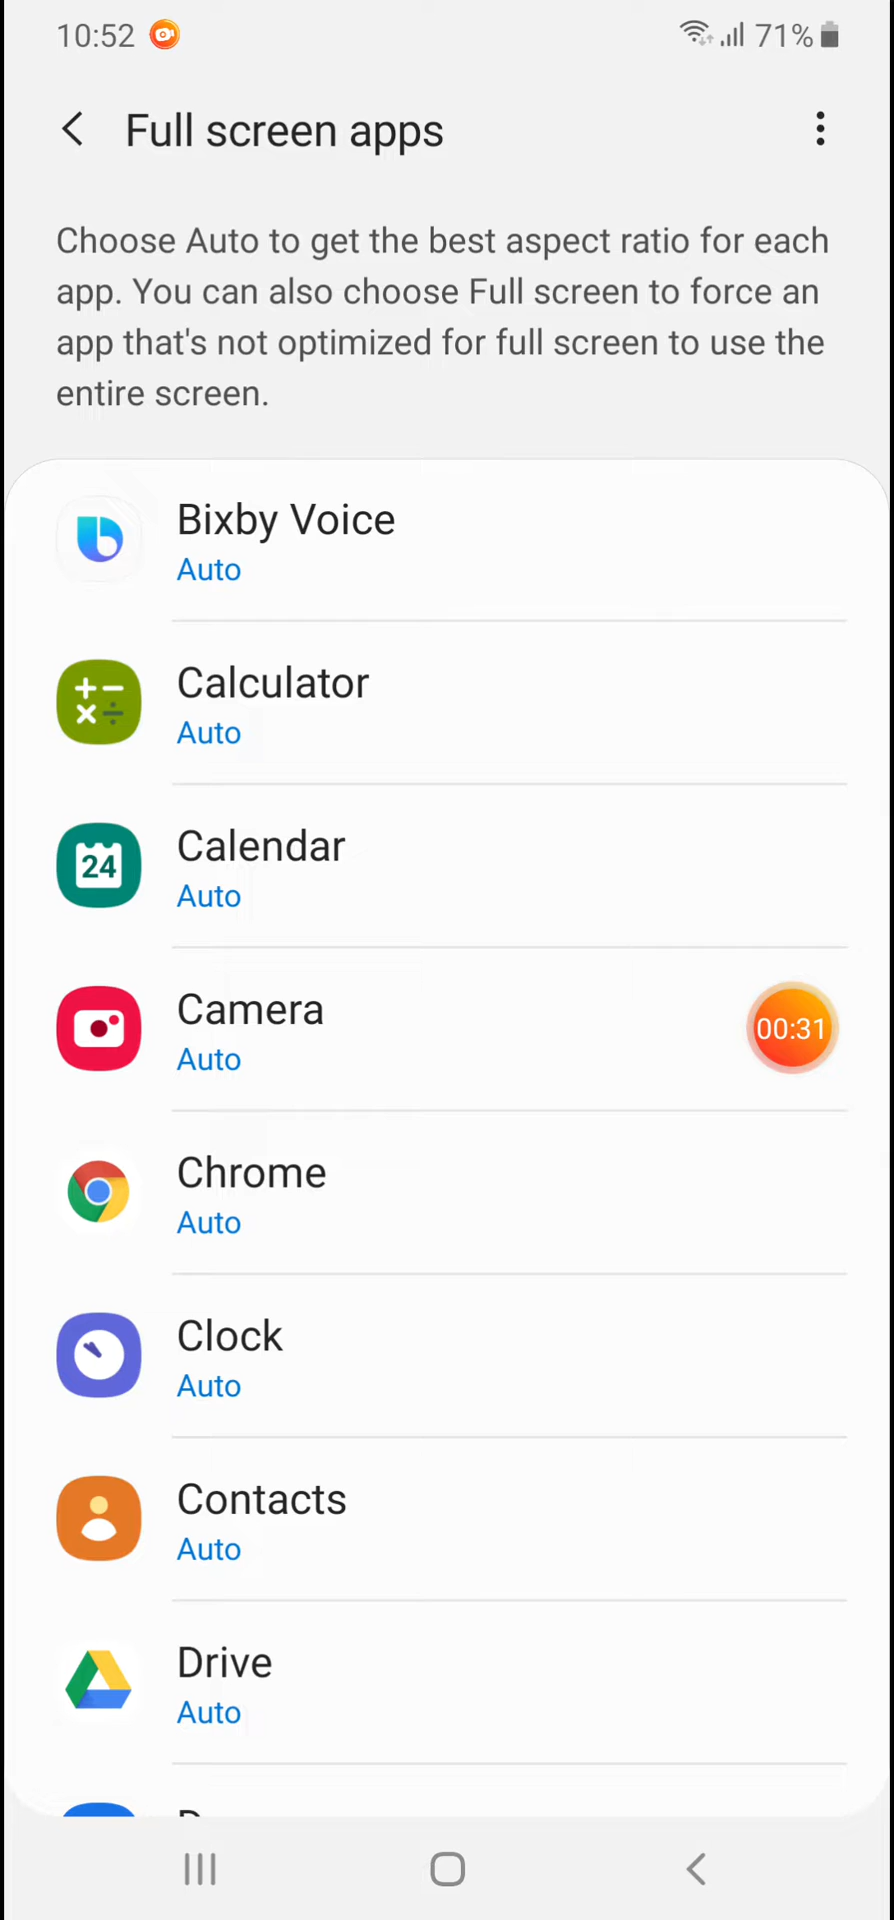 10:52
71%
Full screen apps
Choose Auto to get the best aspect ratio for each
app. You can also choose Full screen to force an
app that's not optimized for full screen to use the
entire screen.
Bixby Voice
Auto
Calculator
Auto
24
Calendar
Auto
Camera
Auto
00:31
Chrome
Auto
Clock
Auto
Contacts
Auto
Drive
Auto